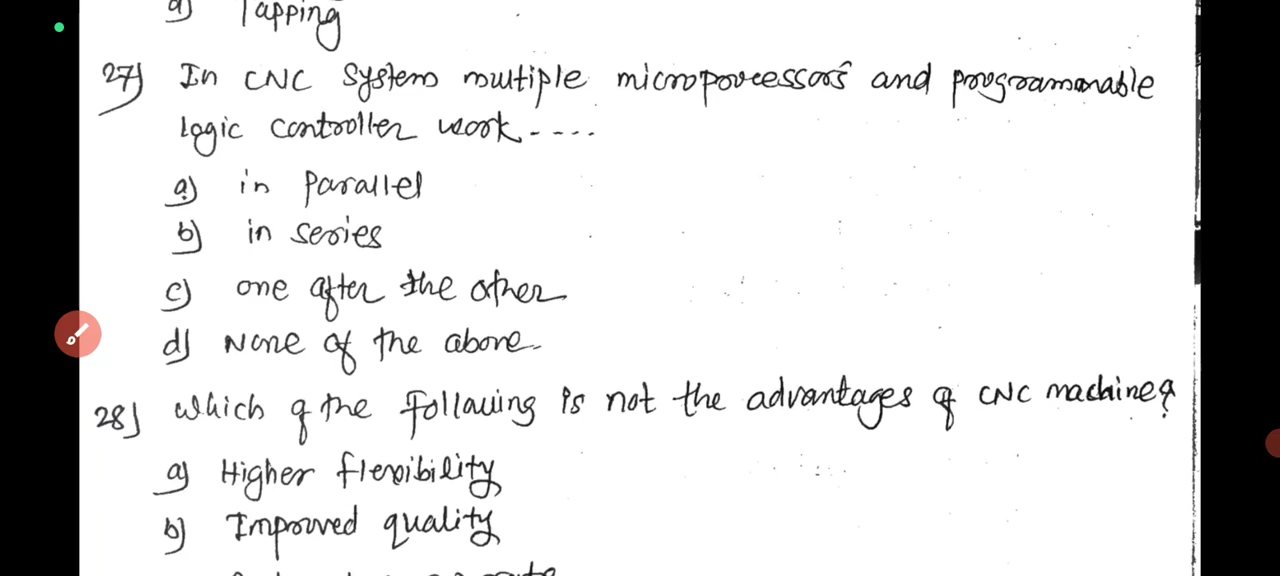 d) Tapping
27) In CNC System multiple microporcessors and programmable
logic controller work-----
a) in parallel
b) in series
c) one after the other
d) None of the above.
28) which of the following is not the advantages of CNC machine?
a) Higher flexibility
b) Improved quality